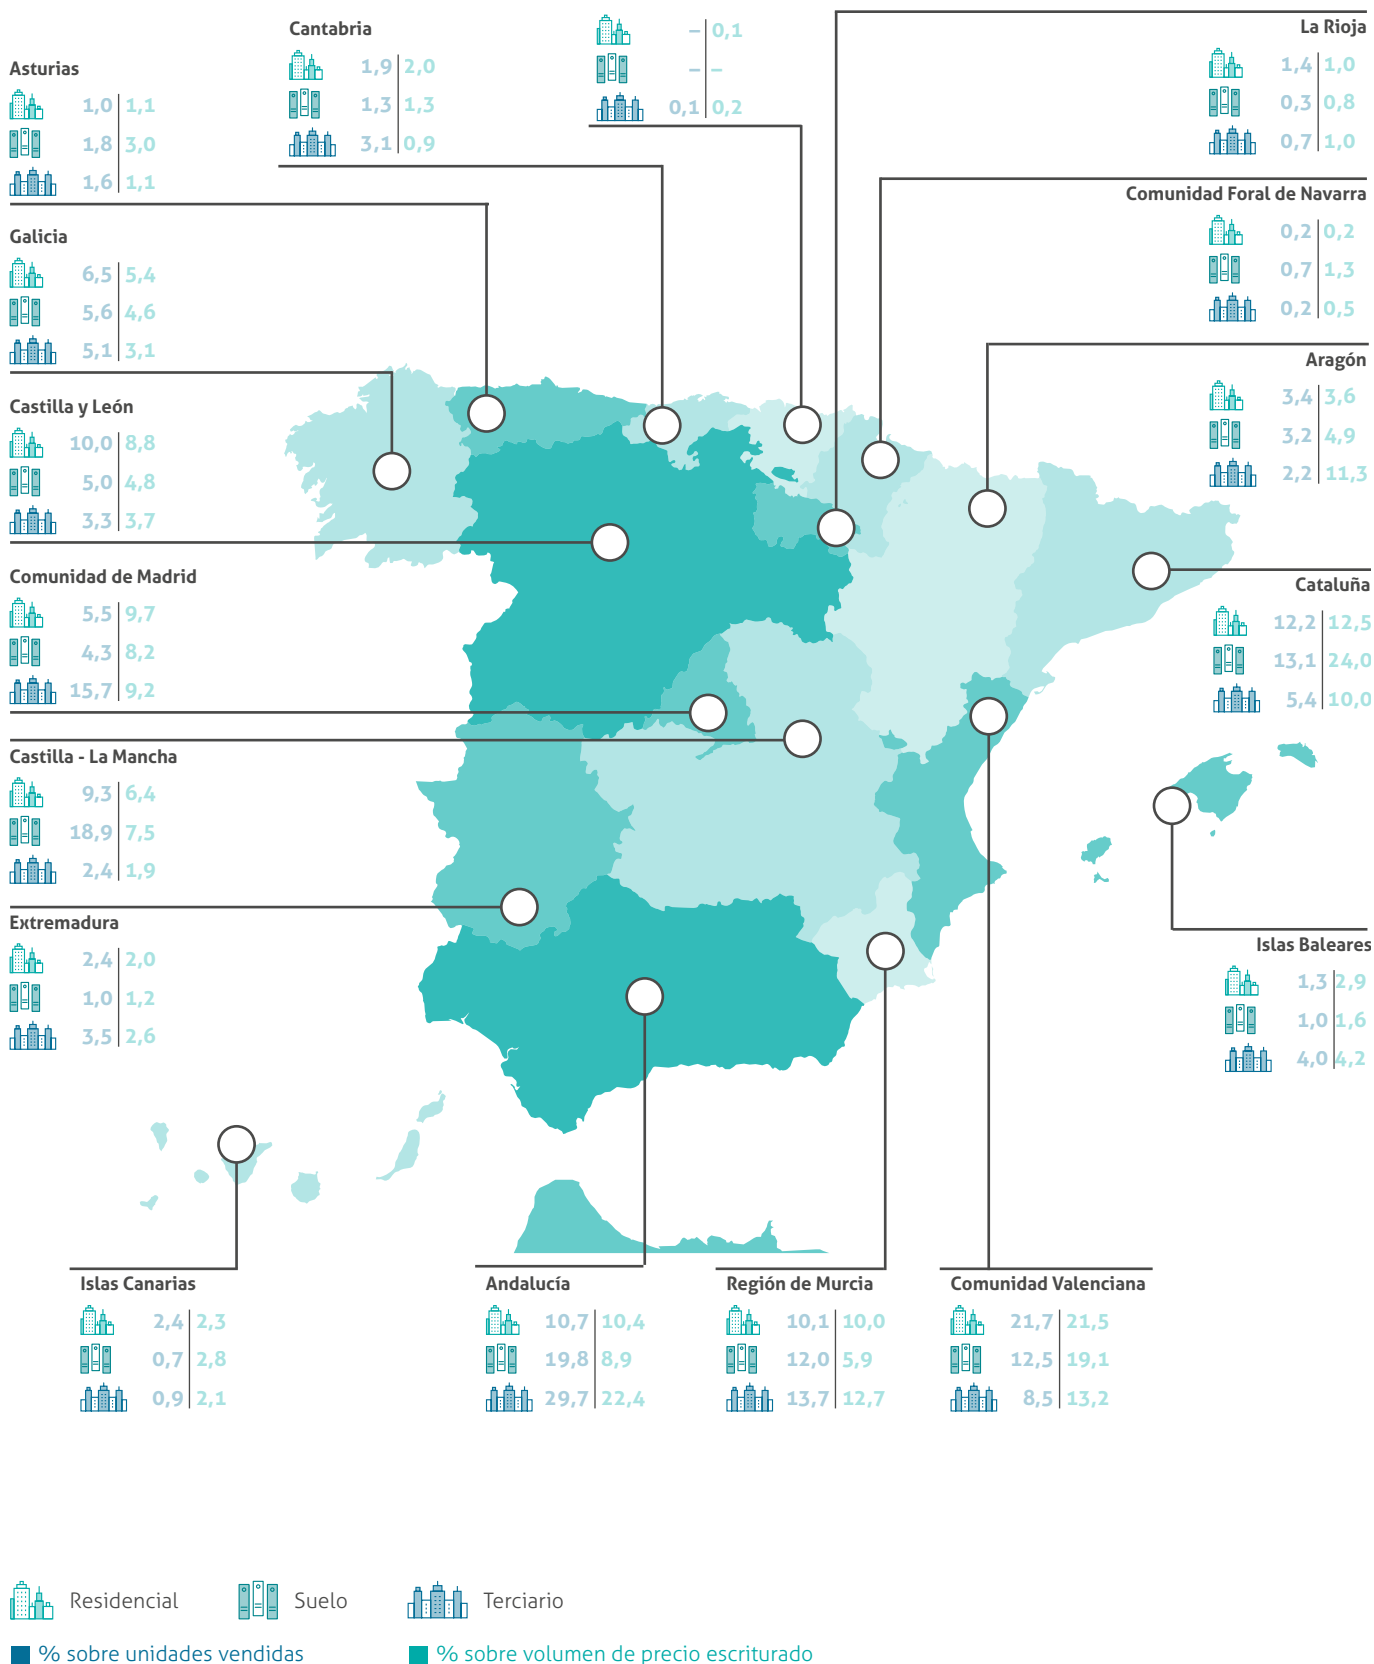 Cantabria
1,9 2,0
1,3 1,3
3,1 0,9
– 0,1
– –
0,1 0,2
La Rioja
1,4 1,0
0,3 0,8
0,7 1,0
Asturias
1,0 1,1
1,8 3,0
1,6 1,1
Comunidad Foral de Navarra
0,2 0,2
0,7 1,3
0,2 0,5
Galicia
6,5 5,4
5,6 4,6
5,1 3,1
Aragón
3,4 3,6
3,2 4,9
2,2 11,3
Castilla y León
10,0 8,8
5,0 4,8
3,3 3,7
Comunidad de Madrid
5,5 9,7
4,3 8,2
15,7 9,2
Cataluña
12,2 12,5
13,1 24,0
5,4 10,0
Castilla - La Mancha
9,3 6,4
18,9 7,5
2,4 1,9
Extremadura
2,4 2,0
1,0 1,2
3,5 2,6
Islas Baleares
1,3 2,9
1,0 1,6
4,0 4,2
Islas Canarias
2,4 2,3
0,7 2,8
0,9 2,1
Andalucía
10,7 10,4
19,8 8,9
29,7 22,4
Región de Murcia
10,1 10,0
12,0 5,9
13,7 12,7
Comunidad Valenciana
21,7 21,5
12,5 19,1
8,5 13,2
Residencial Suelo Terciario
% sobre unidades vendidas % sobre volumen de precio escriturado